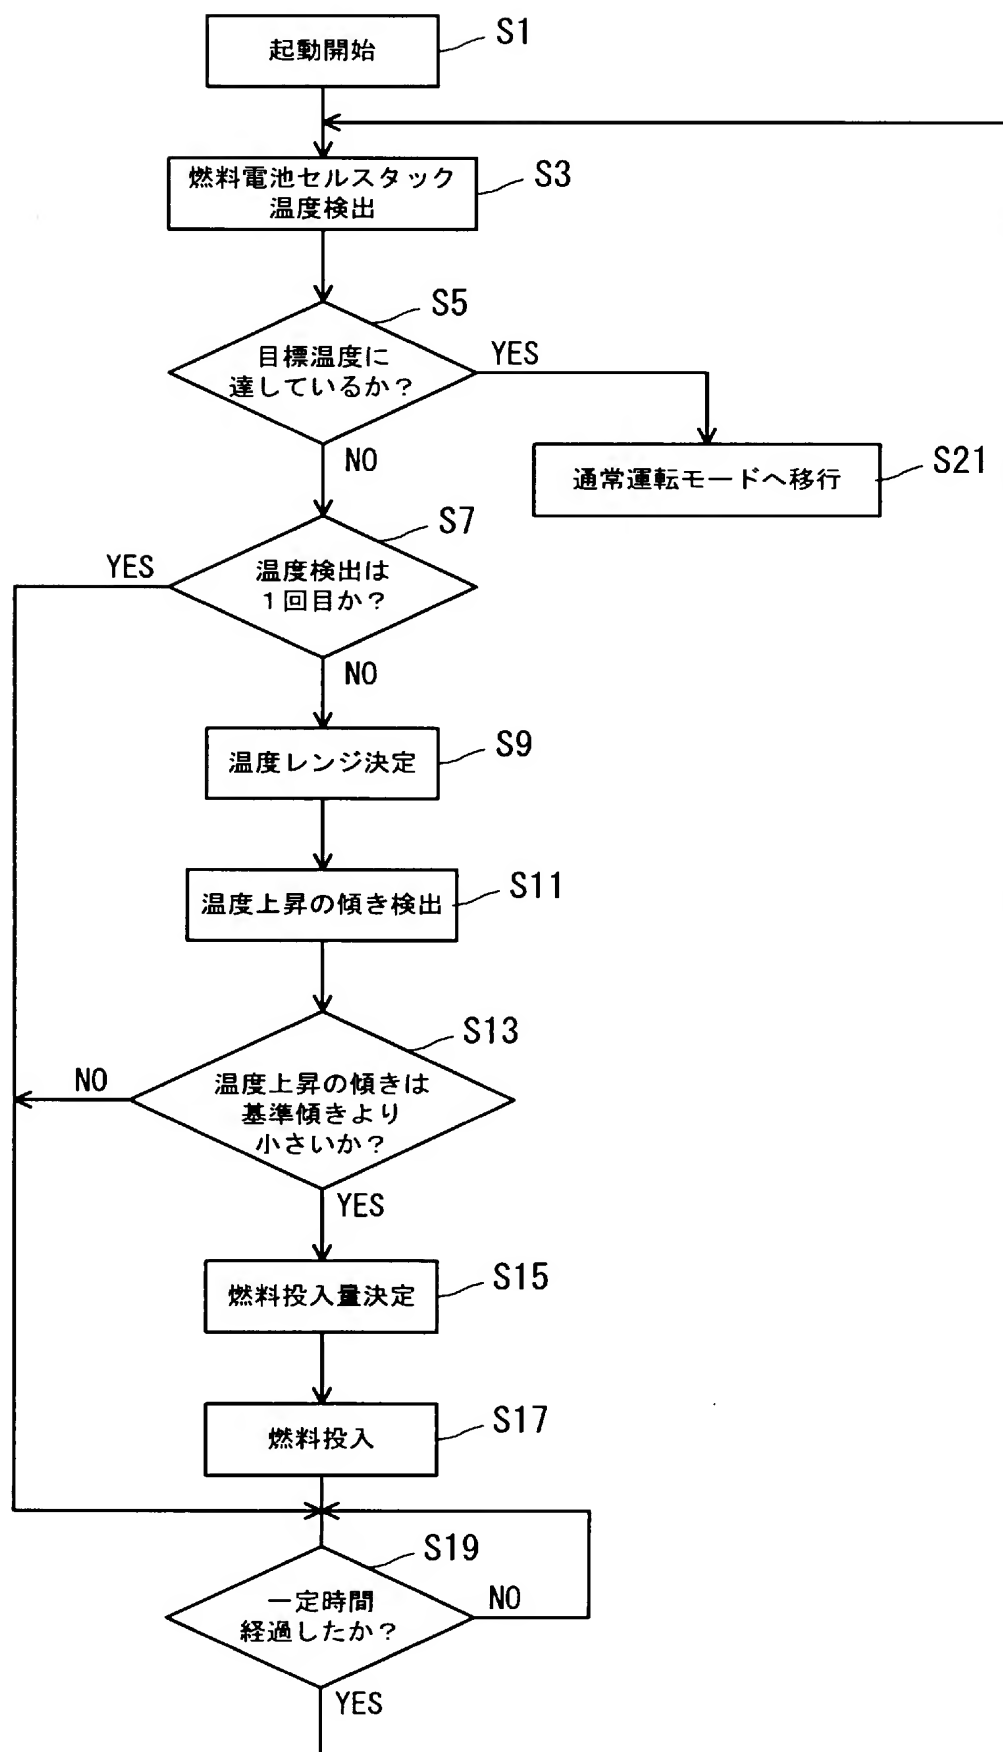 起動開始
S1
燃料電池セルスタック
温度検出
S3
S5
目標温度に
達しているか？
YES
NO
通常運転モードへ移行
S21
S7
YES
温度検出は
１回目か？
NO
温度レンジ決定
S9
温度上昇の傾き検出
S11
S13
NO
温度上昇の傾きは
基準傾きより
小さいか？
YES
燃料投入量決定
S15
燃料投入
S17
S19
一定時間
経過したか？
NO
YES